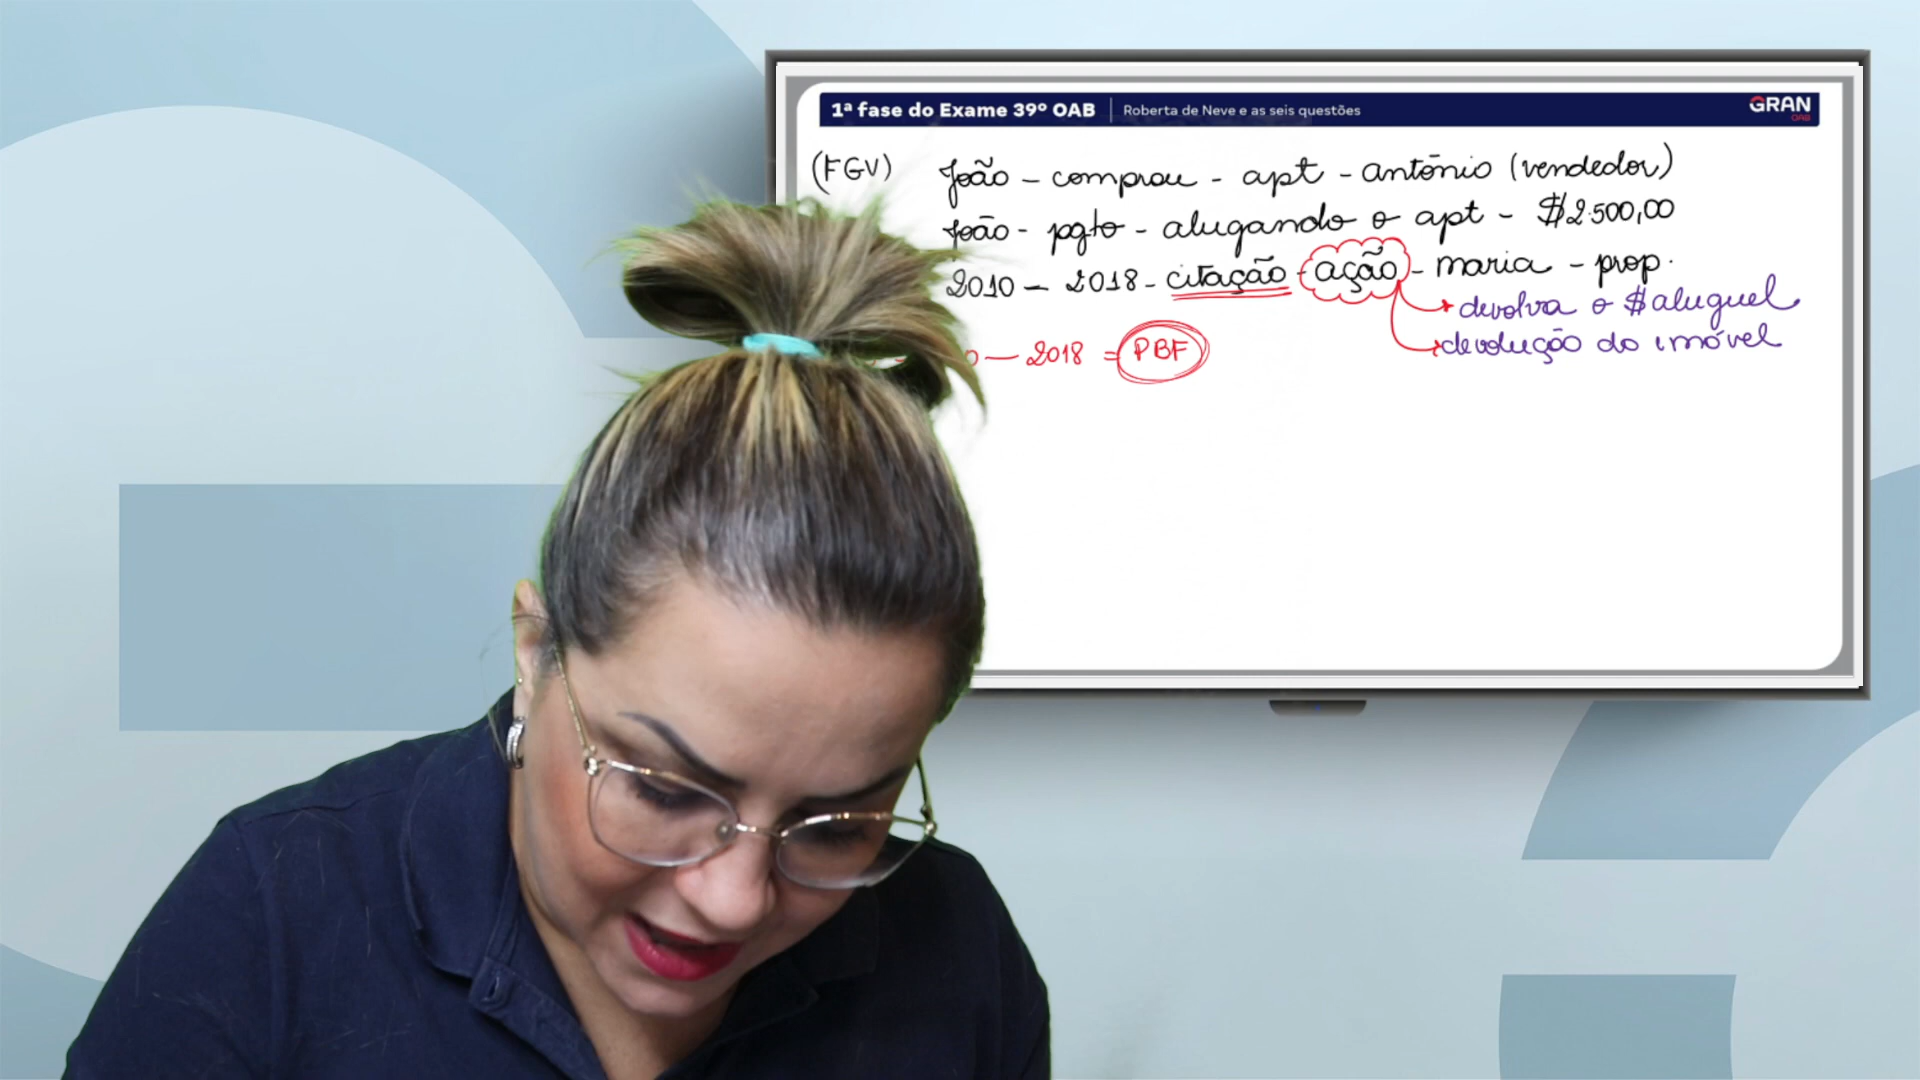 1ª fase do Exame 39º OAB | Roberta de Neve e as seis questões
GRAN
OAB
(FGV) João - comprou - apt - antônio (vendedor)
João - pgto - alugando o apt - $2.500,00
2010 - 2018 - citação - ação - maria - prop.
devolva o $ aluguel
devolução do imóvel
0 — 2018 = PBF